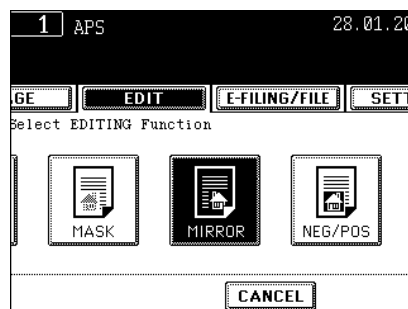 1 APS 28.01.20
GE EDIT E-FILING/FILE SETT
Select EDITING Function
MASK MIRROR NEG/POS
CANCEL